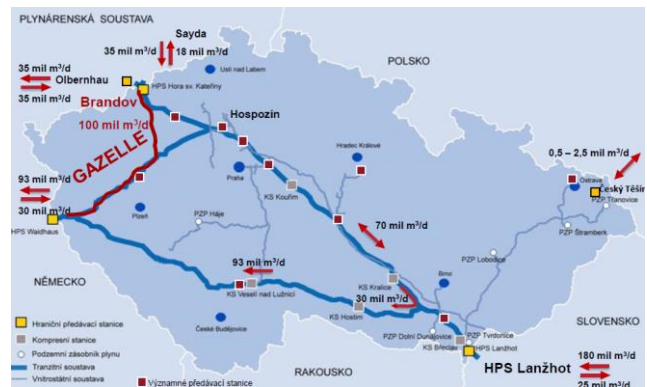 PLYNÁRENSKÁ SOUSTAVA
Sayda
35 mil m³/d
18 mil m³/d
POLSKO
35 mil m³/d
Olbernhau
HPS Hora sv. Kateřiny
Ústí nad Labem
35 mil m³/d
Brandov
100 mil m³/d
Hospozín
GAZELLE
Hradec Králové
0,5 – 2,5 mil m³/d
Praha
93 mil m³/d
Ostrava
Český Těšín
KS Kouřim
30 mil m³/d
PZP Třanovice
Plzeň
PZP Háje
HPS Waidhaus
70 mil m³/d
PZP Štramberk
PZP Lobodice
NĚMECKO
93 mil m³/d
KS Kralice
Brno
KS Veselí nad Lužnicí
30 mil m³/d
SLOVENSKO
Hraniční předávací stanice
KS Hostim
Kompresní stanice
České Budějovice
PZP Dolní Dunajovice
PZP Tvrdonice
Podzemní zásobník plynu
KS Břeclav
HPS Lanžhot
Tranzitní soustava
HPS Lanžhot
180 mil m³/d
RAKOUSKO
Vnitrostátní soustava
Významné předávací stanice
25 mil m³/d